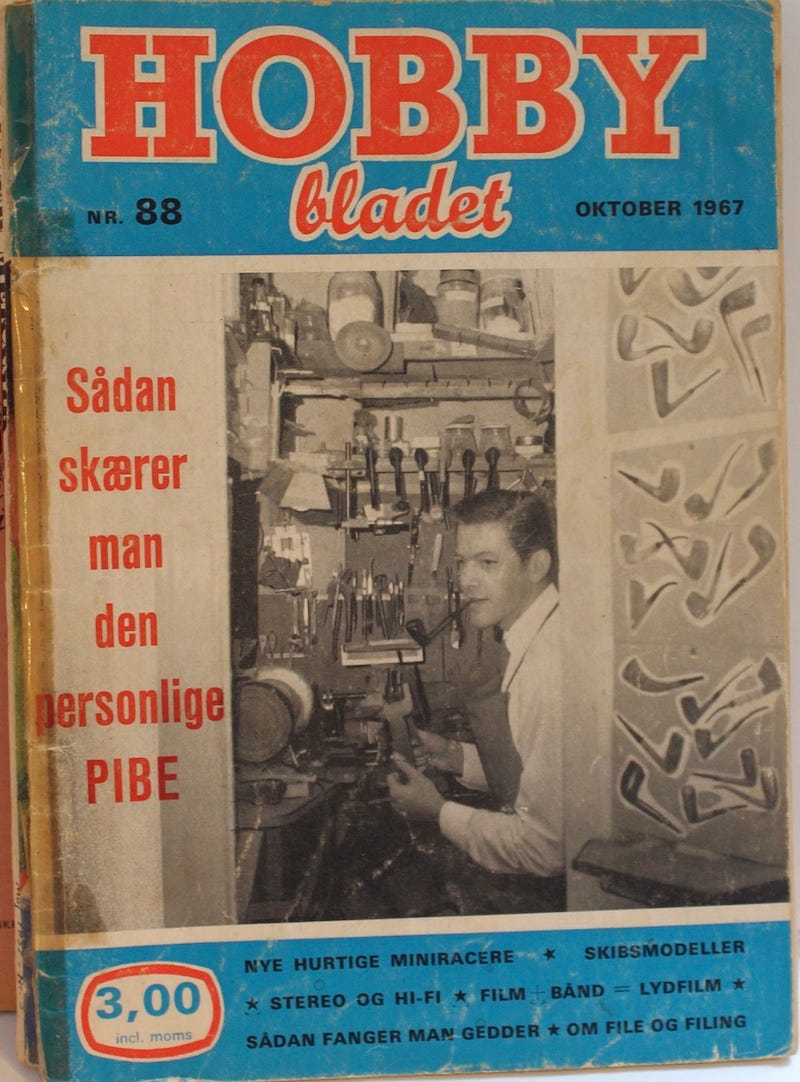 HOBBY
bladet
NR. 88
OKTOBER 1967
Sådan
skærer
man
den
personlige
PIBE
3,00
incl. moms
NYE HURTIGE MINIRACERE ★ SKIBSMODELLER
★ STEREO OG HI-FI ★ FILM + BÅND = LYDFILM ★
SÅDAN FANGER MAN GEDDER ★ OM FILE OG FILING